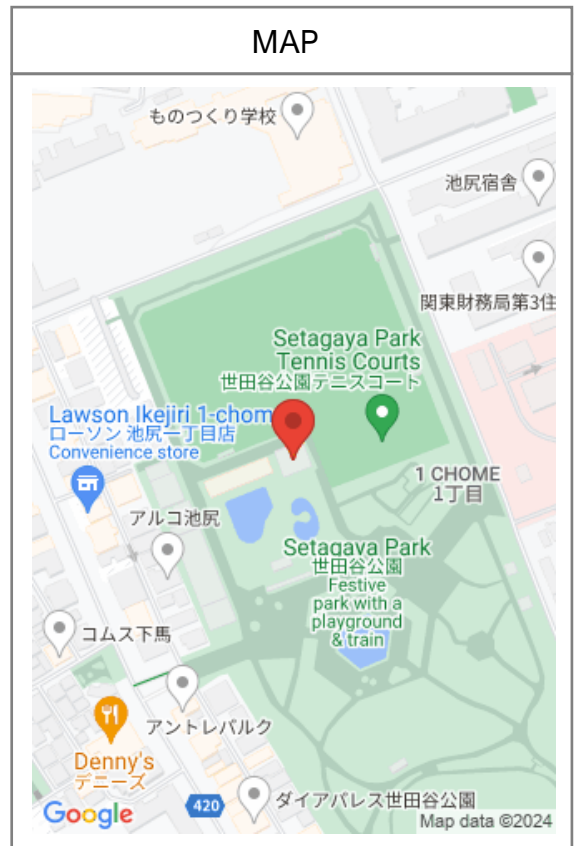 MAP
ものつくり学校
池尻宿舎
関東財務局第3住
Setagaya Park
Tennis Courts
世田谷公園テニスコート
Lawson Ikejiri 1-chom
ローソン 池尻一丁目店
Convenience store
1 CHOME
1丁目
アルコ池尻
Setagaya Park
世田谷公園
Festive
park with a
playground
& train
コムス下馬
アントレパルク
Denny's
デニーズ
420
ダイアパレス世田谷公園
Google
Map data ©2024